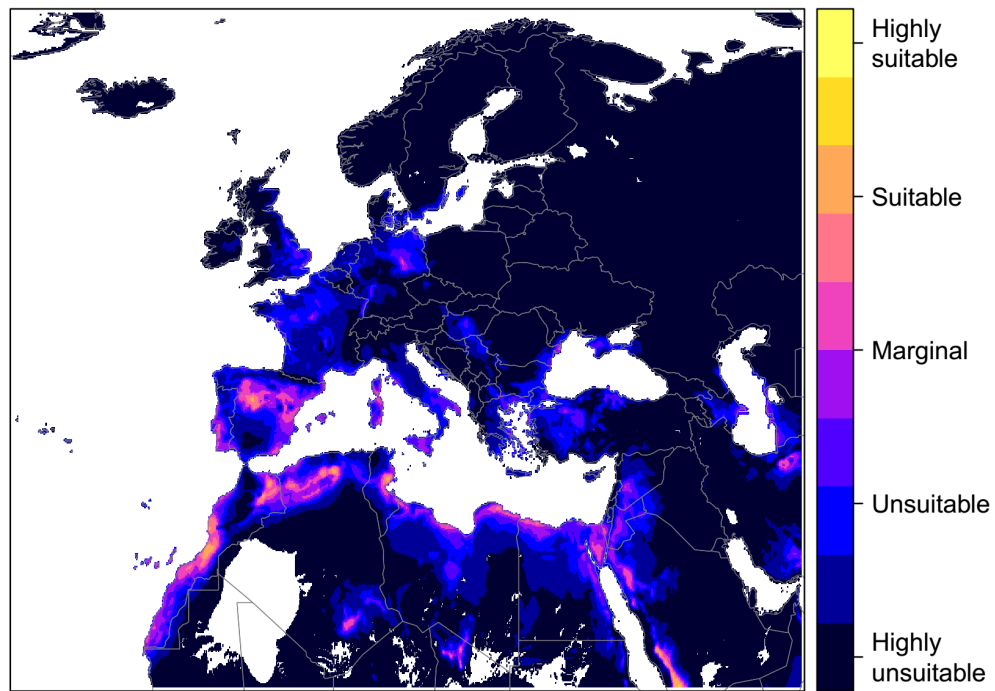 Highly
suitable
Suitable
Marginal
Unsuitable
Highly
unsuitable